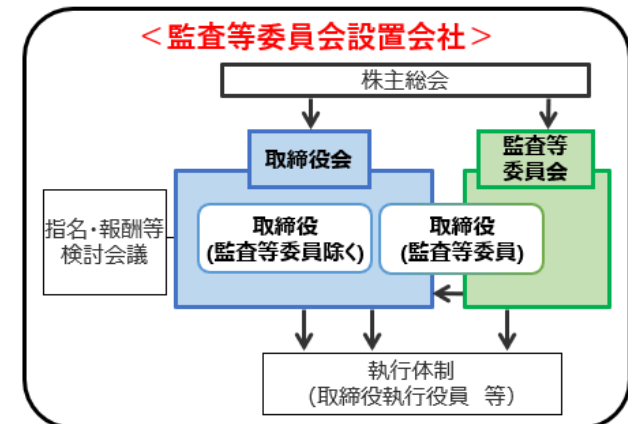 ＜監査等委員会設置会社＞
株主総会
取締役会
監査等
委員会
指名・報酬等
検討会議
取締役
(監査等委員除く)
取締役
(監査等委員)
執行体制
(取締役執行役員 等)